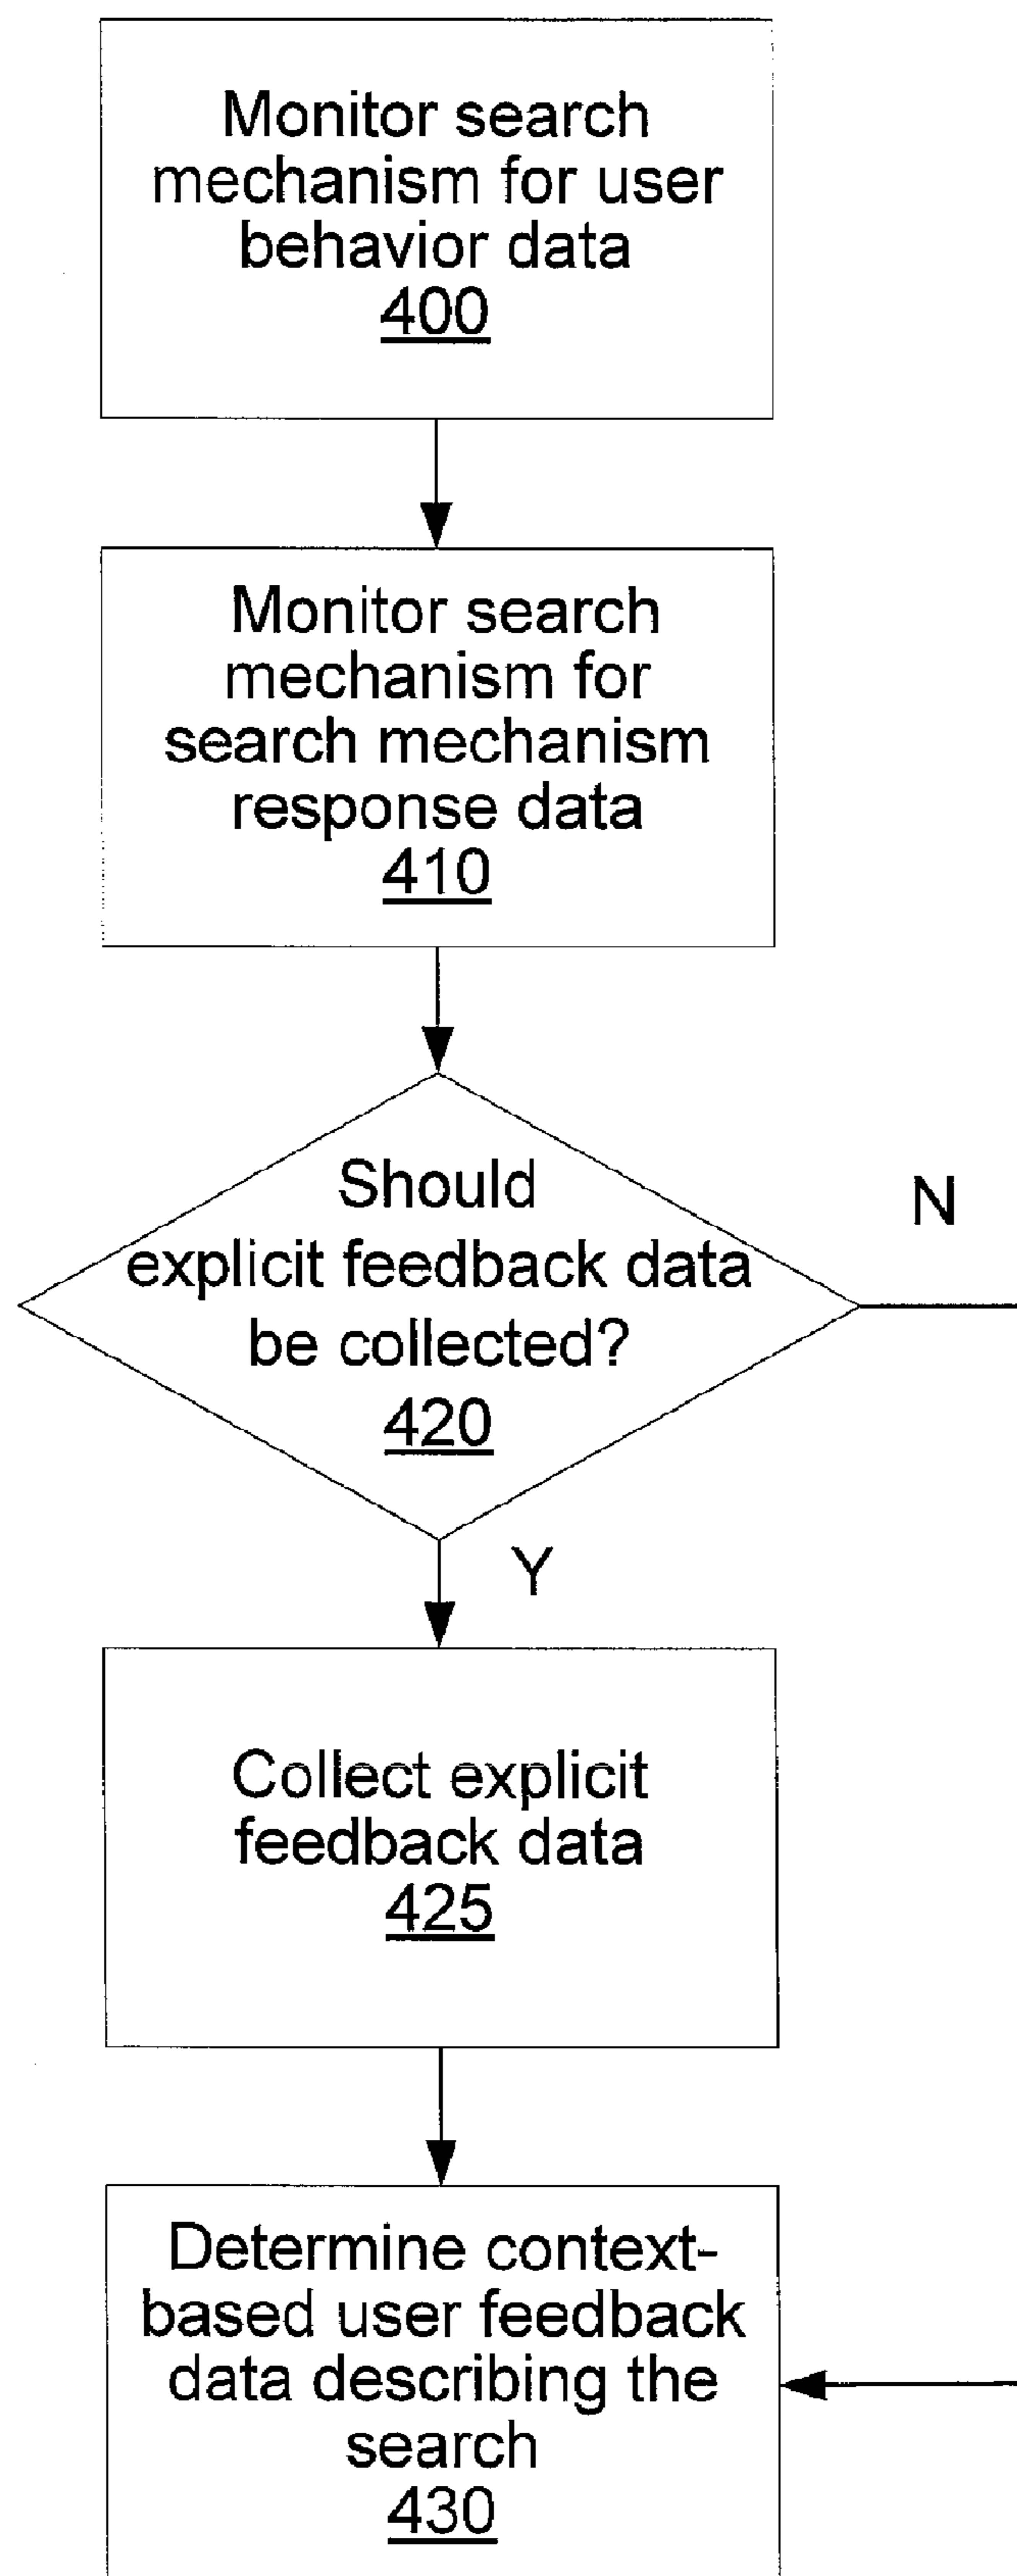 Monitor search
mechanism for user
behavior data
400
Monitor search
mechanism for
search mechanism
response data
410
Should
explicit feedback data
be collected?
420
N
Y
Collect explicit
feedback data
425
Determine context-
based user feedback
data describing the
search
430